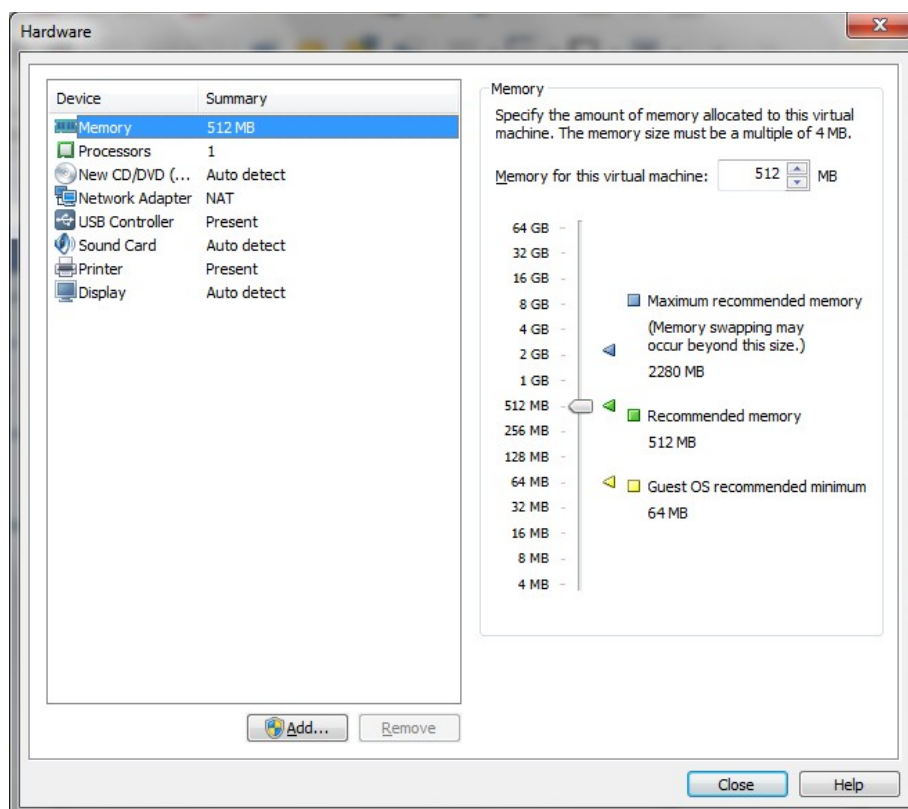 Hardware
Device Summary
Memory 512 MB
Processors 1
New CD/DVD (... Auto detect
Network Adapter NAT
USB Controller Present
Sound Card Auto detect
Printer Present
Display Auto detect
Add... Remove
Memory
Specify the amount of memory allocated to this virtual
machine. The memory size must be a multiple of 4 MB.
Memory for this virtual machine: 512 MB
64 GB
32 GB
16 GB
8 GB
4 GB
2 GB
1 GB
512 MB
256 MB
128 MB
64 MB
32 MB
16 MB
8 MB
4 MB
Maximum recommended memory
(Memory swapping may
occur beyond this size.)
2280 MB
Recommended memory
512 MB
Guest OS recommended minimum
64 MB
Close Help